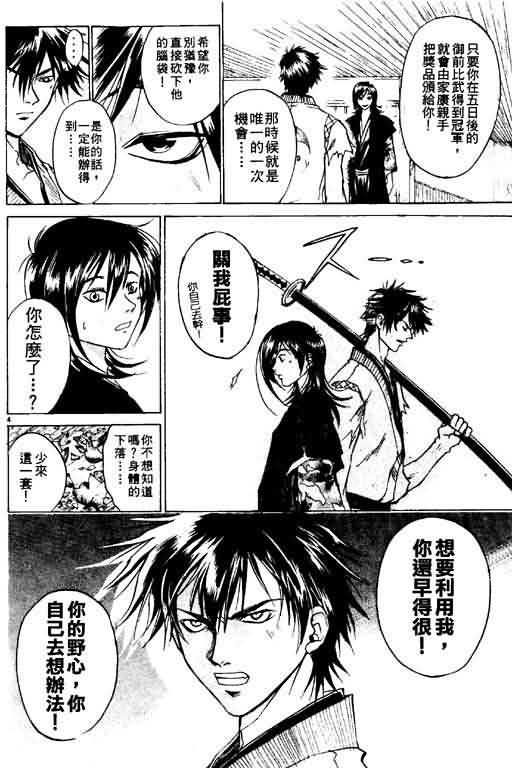 只要你在五日後的
御前比武得到冠軍，
就會由家康親手
把獎品頒給你！
那時候就是
唯一的一次
機會……
希望你
別猶豫，
直接砍下他
的腦袋！
是你的話，
一定能辦得
到……
……
關我屁事！
你自己去幹！
你怎麼了…？
你不想知道
嗎？身體的
下落……
少來
這一套！
4
想要利用我，
你還早得很！
你的野心，你
自己去想辦法！